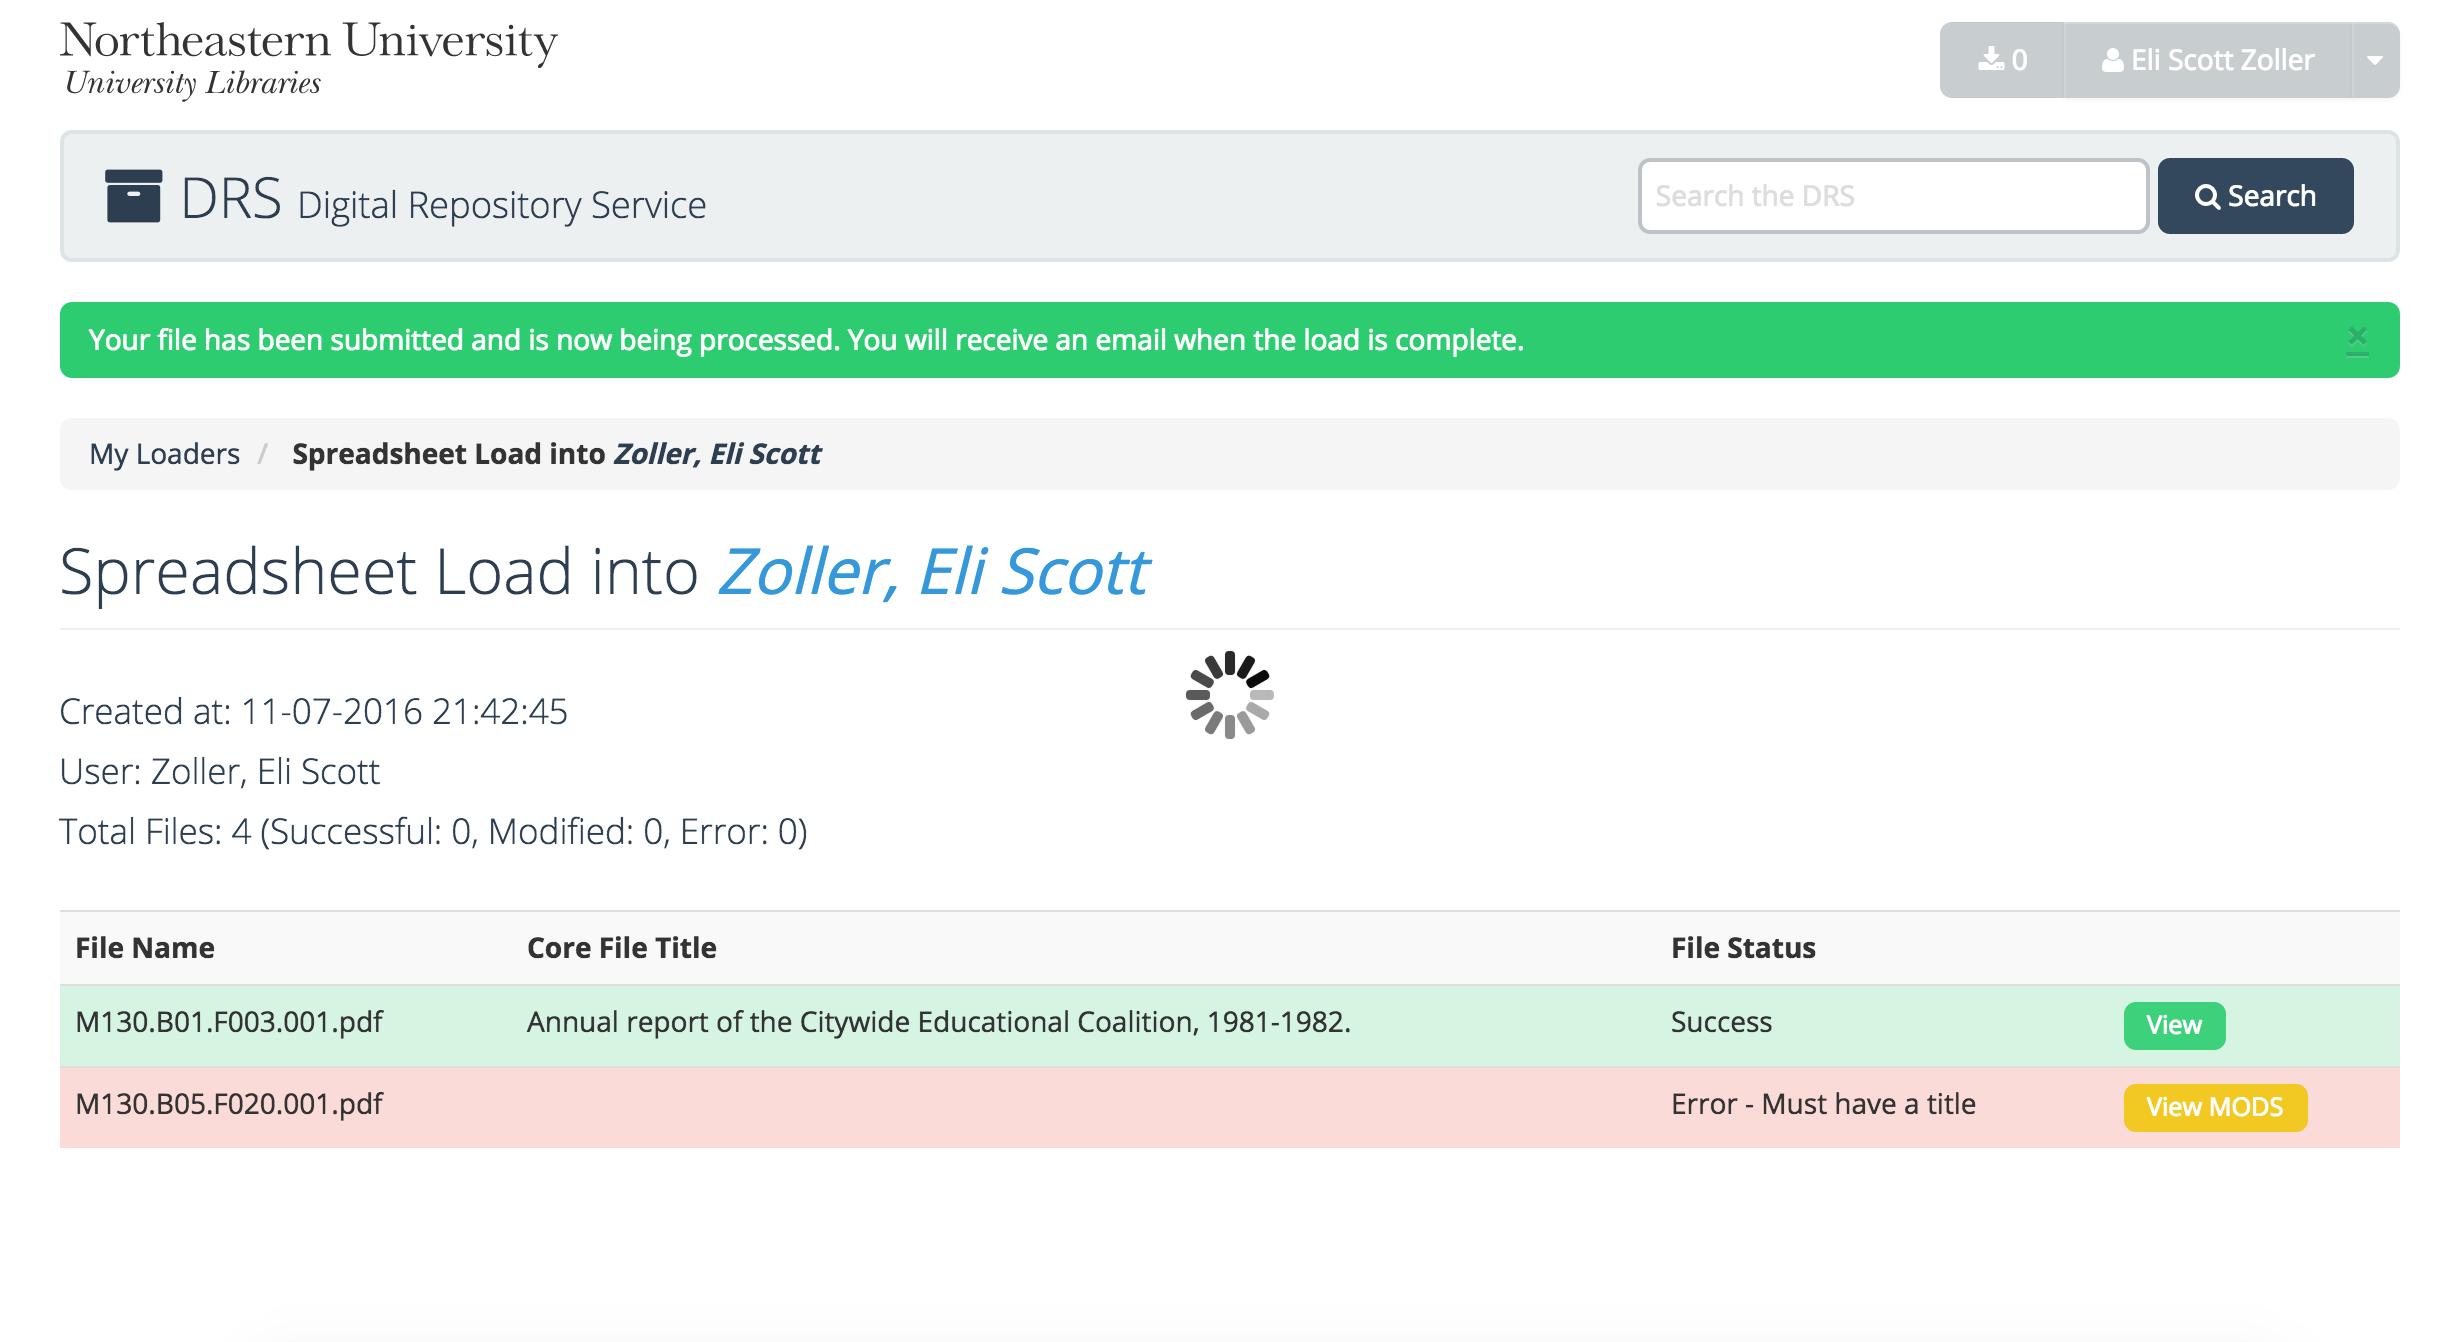 Northeastern University
University Libraries
0
Eli Scott Zoller
DRS Digital Repository Service
Search the DRS
Search
Your file has been submitted and is now being processed. You will receive an email when the load is complete.
×
My Loaders / Spreadsheet Load into Zoller, Eli Scott
Spreadsheet Load into Zoller, Eli Scott
Created at: 11-07-2016 21:42:45
User: Zoller, Eli Scott
Total Files: 4 (Successful: 0, Modified: 0, Error: 0)
File Name Core File Title File Status
M130.B01.F003.001.pdf Annual report of the Citywide Educational Coalition, 1981-1982. Success View
M130.B05.F020.001.pdf Error - Must have a title View MODS